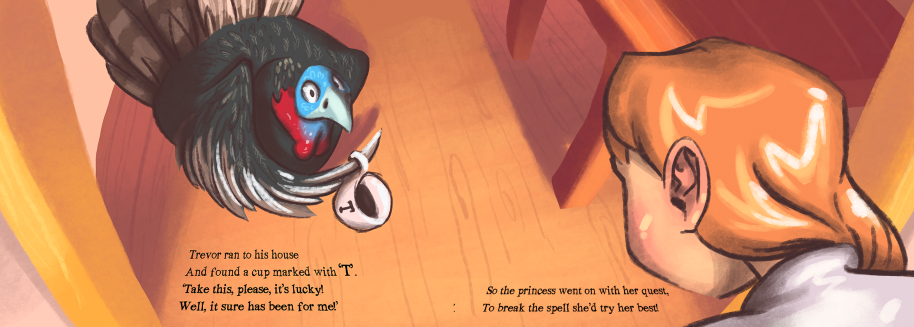 T
Trevor ran to his house
And found a cup marked with 'T'.
'Take this, please, it's lucky!
Well, it sure has been for me!'
So the princess went on with her quest,
To break the spell she'd try her best!